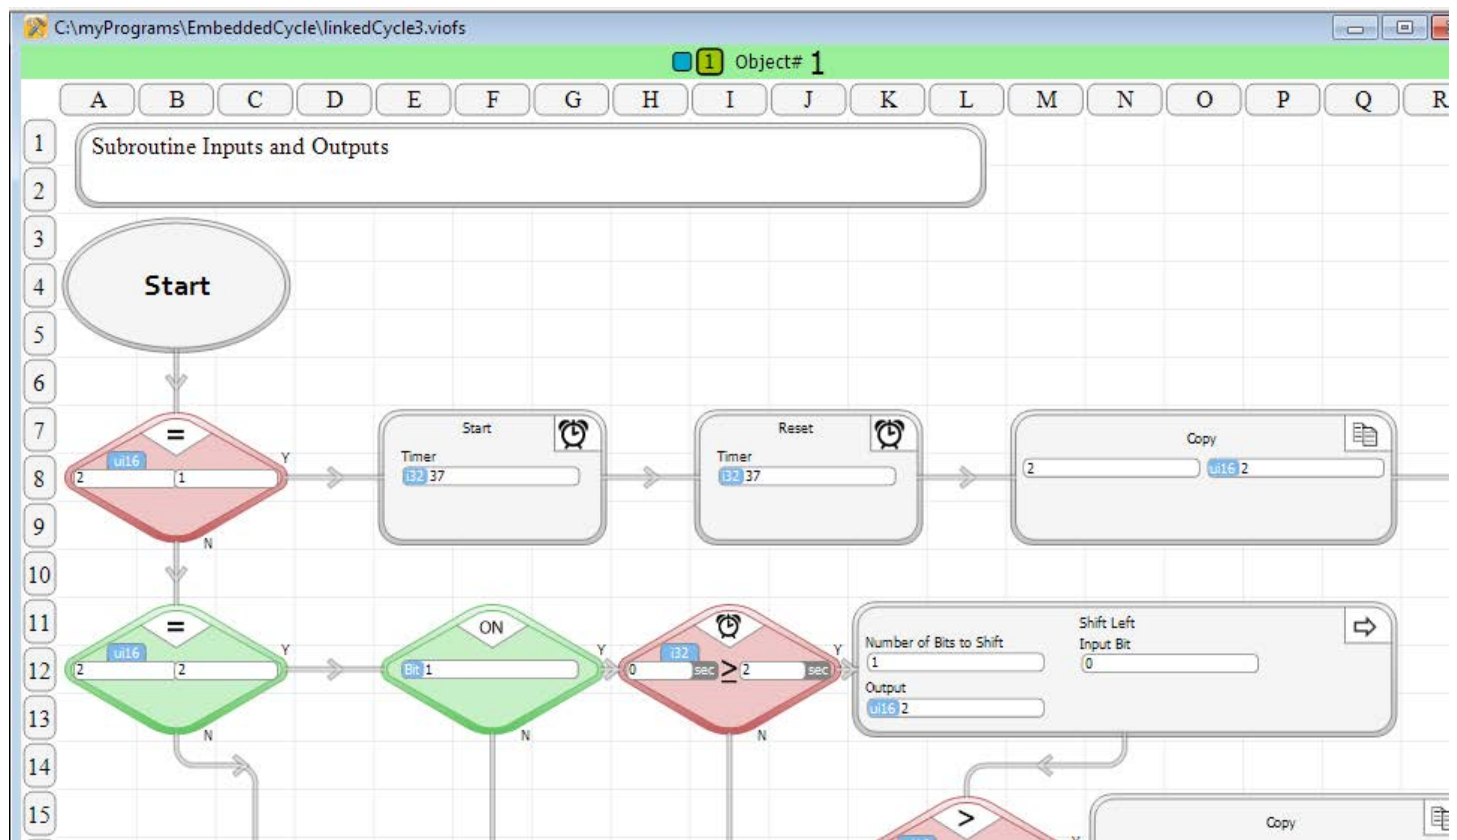 C:\myPrograms\EmbeddedCycle\linkedCycle3.viofs
1 Object# 1
A B C D E F G H I J K L M N O P Q R
1
Subroutine Inputs and Outputs
2
3
4
Start
5
6
7
=
Start
Reset
Copy
ui16
Y
Timer
Timer
8
2 1
i32 37
i32 37
2
ui16 2
9
N
10
11
=
ON
Shift Left
ui16
Y
Y
i32
Y
Number of Bits to Shift
Input Bit
12
2 2
Bit 1
0 sec ≥ 2 sec
1
0
Output
ui16 2
13
N
N
N
14
15
>
Copy
Y